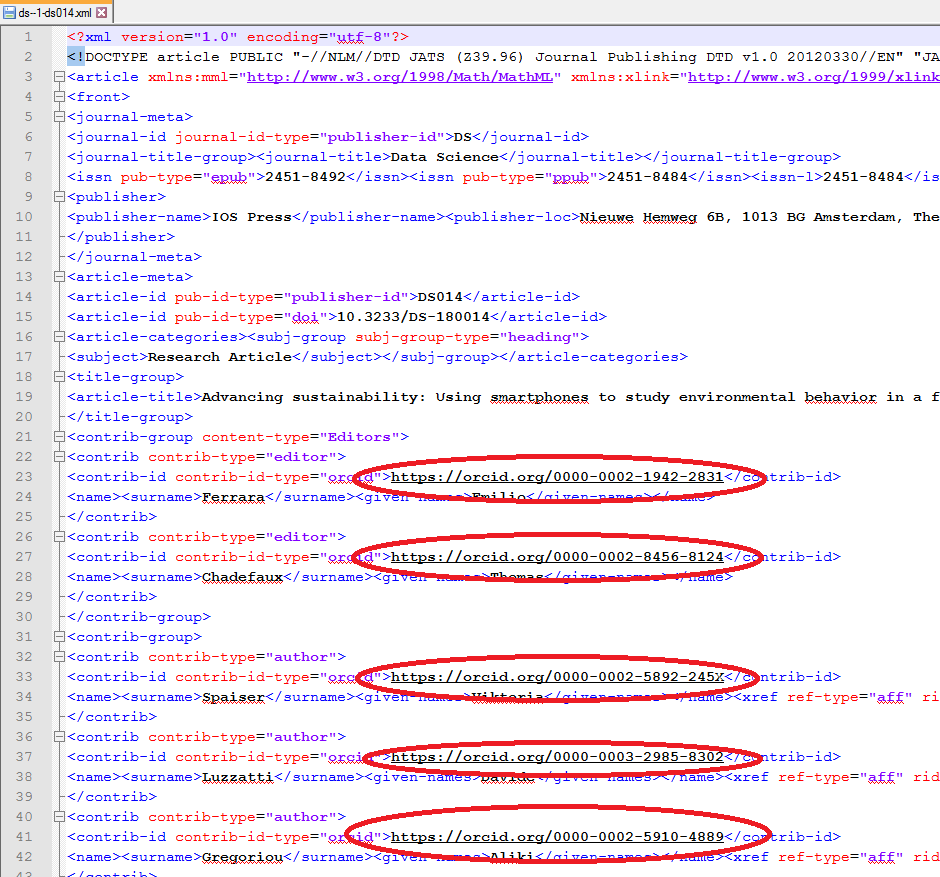 ds--1-ds014.xml
1 <?xml version="1.0" encoding="utf-8"?>
2 <!DOCTYPE article PUBLIC "-//NLM//DTD JATS (Z39.96) Journal Publishing DTD v1.0 20120330//EN" "JA
3 <article xmlns:mml="http://www.w3.org/1998/Math/MathML" xmlns:xlink="http://www.w3.org/1999/xlink
4 <front>
5 <journal-meta>
6 <journal-id journal-id-type="publisher-id">DS</journal-id>
7 <journal-title-group><journal-title>Data Science</journal-title></journal-title-group>
8 <issn pub-type="epub">2451-8492</issn><issn pub-type="ppub">2451-8484</issn><issn-l>2451-8484</is
9 <publisher>
10 <publisher-name>IOS Press</publisher-name><publisher-loc>Nieuwe Hemweg 6B, 1013 BG Amsterdam, The
11 </publisher>
12 </journal-meta>
13 <article-meta>
14 <article-id pub-id-type="publisher-id">DS014</article-id>
15 <article-id pub-id-type="doi">10.3233/DS-180014</article-id>
16 <article-categories><subj-group subj-group-type="heading">
17 <subject>Research Article</subject></subj-group></article-categories>
18 <title-group>
19 <article-title>Advancing sustainability: Using smartphones to study environmental behavior in a f
20 </title-group>
21 <contrib-group content-type="Editors">
22 <contrib contrib-type="editor">
23 <contrib-id contrib-id-type="orcid">https://orcid.org/0000-0002-1942-2831</contrib-id>
24 <name><surname>Ferrara</surname><given-names>Emilio</given-names></name>
25 </contrib>
26 <contrib contrib-type="editor">
27 <contrib-id contrib-id-type="orcid">https://orcid.org/0000-0002-8456-8124</contrib-id>
28 <name><surname>Chadefaux</surname><given-names>Thomas</given-names></name>
29 </contrib>
30 </contrib-group>
31 <contrib-group>
32 <contrib contrib-type="author">
33 <contrib-id contrib-id-type="orcid">https://orcid.org/0000-0002-5892-245X</contrib-id>
34 <name><surname>Spaiser</surname><given-names>Viktoria</given-names></name><xref ref-type="aff" rid
35 </contrib>
36 <contrib contrib-type="author">
37 <contrib-id contrib-id-type="orcid">https://orcid.org/0000-0003-2985-8302</contrib-id>
38 <name><surname>Luzzatti</surname><given-names>Davide</given-names></name><xref ref-type="aff" rid
39 </contrib>
40 <contrib contrib-type="author">
41 <contrib-id contrib-id-type="orcid">https://orcid.org/0000-0002-5910-4889</contrib-id>
42 <name><surname>Gregoriou</surname><given-names>Aliki</given-names></name><xref ref-type="aff" rid
43 </contrib>